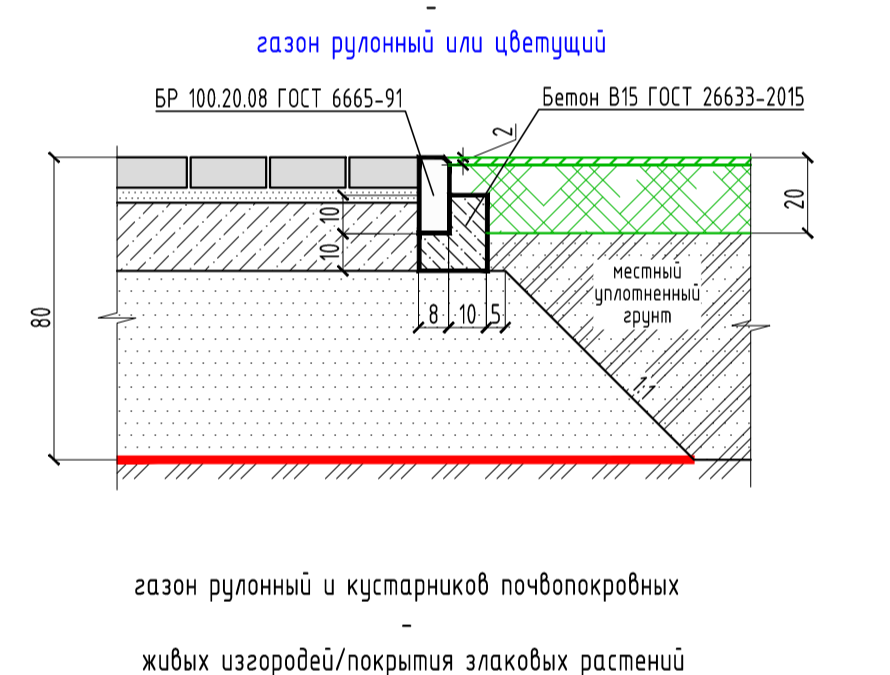 -
газон рулонный или цветущий
БР 100.20.08 ГОСТ 6665-91
Бетон В15 ГОСТ 26633-2015
2
20
10
10
80
местный
уплотненный
грунт
8 10 5
1:1
газон рулонный и кустарников почвопокровных
-
живых изгородей/покрытия злаковых растений